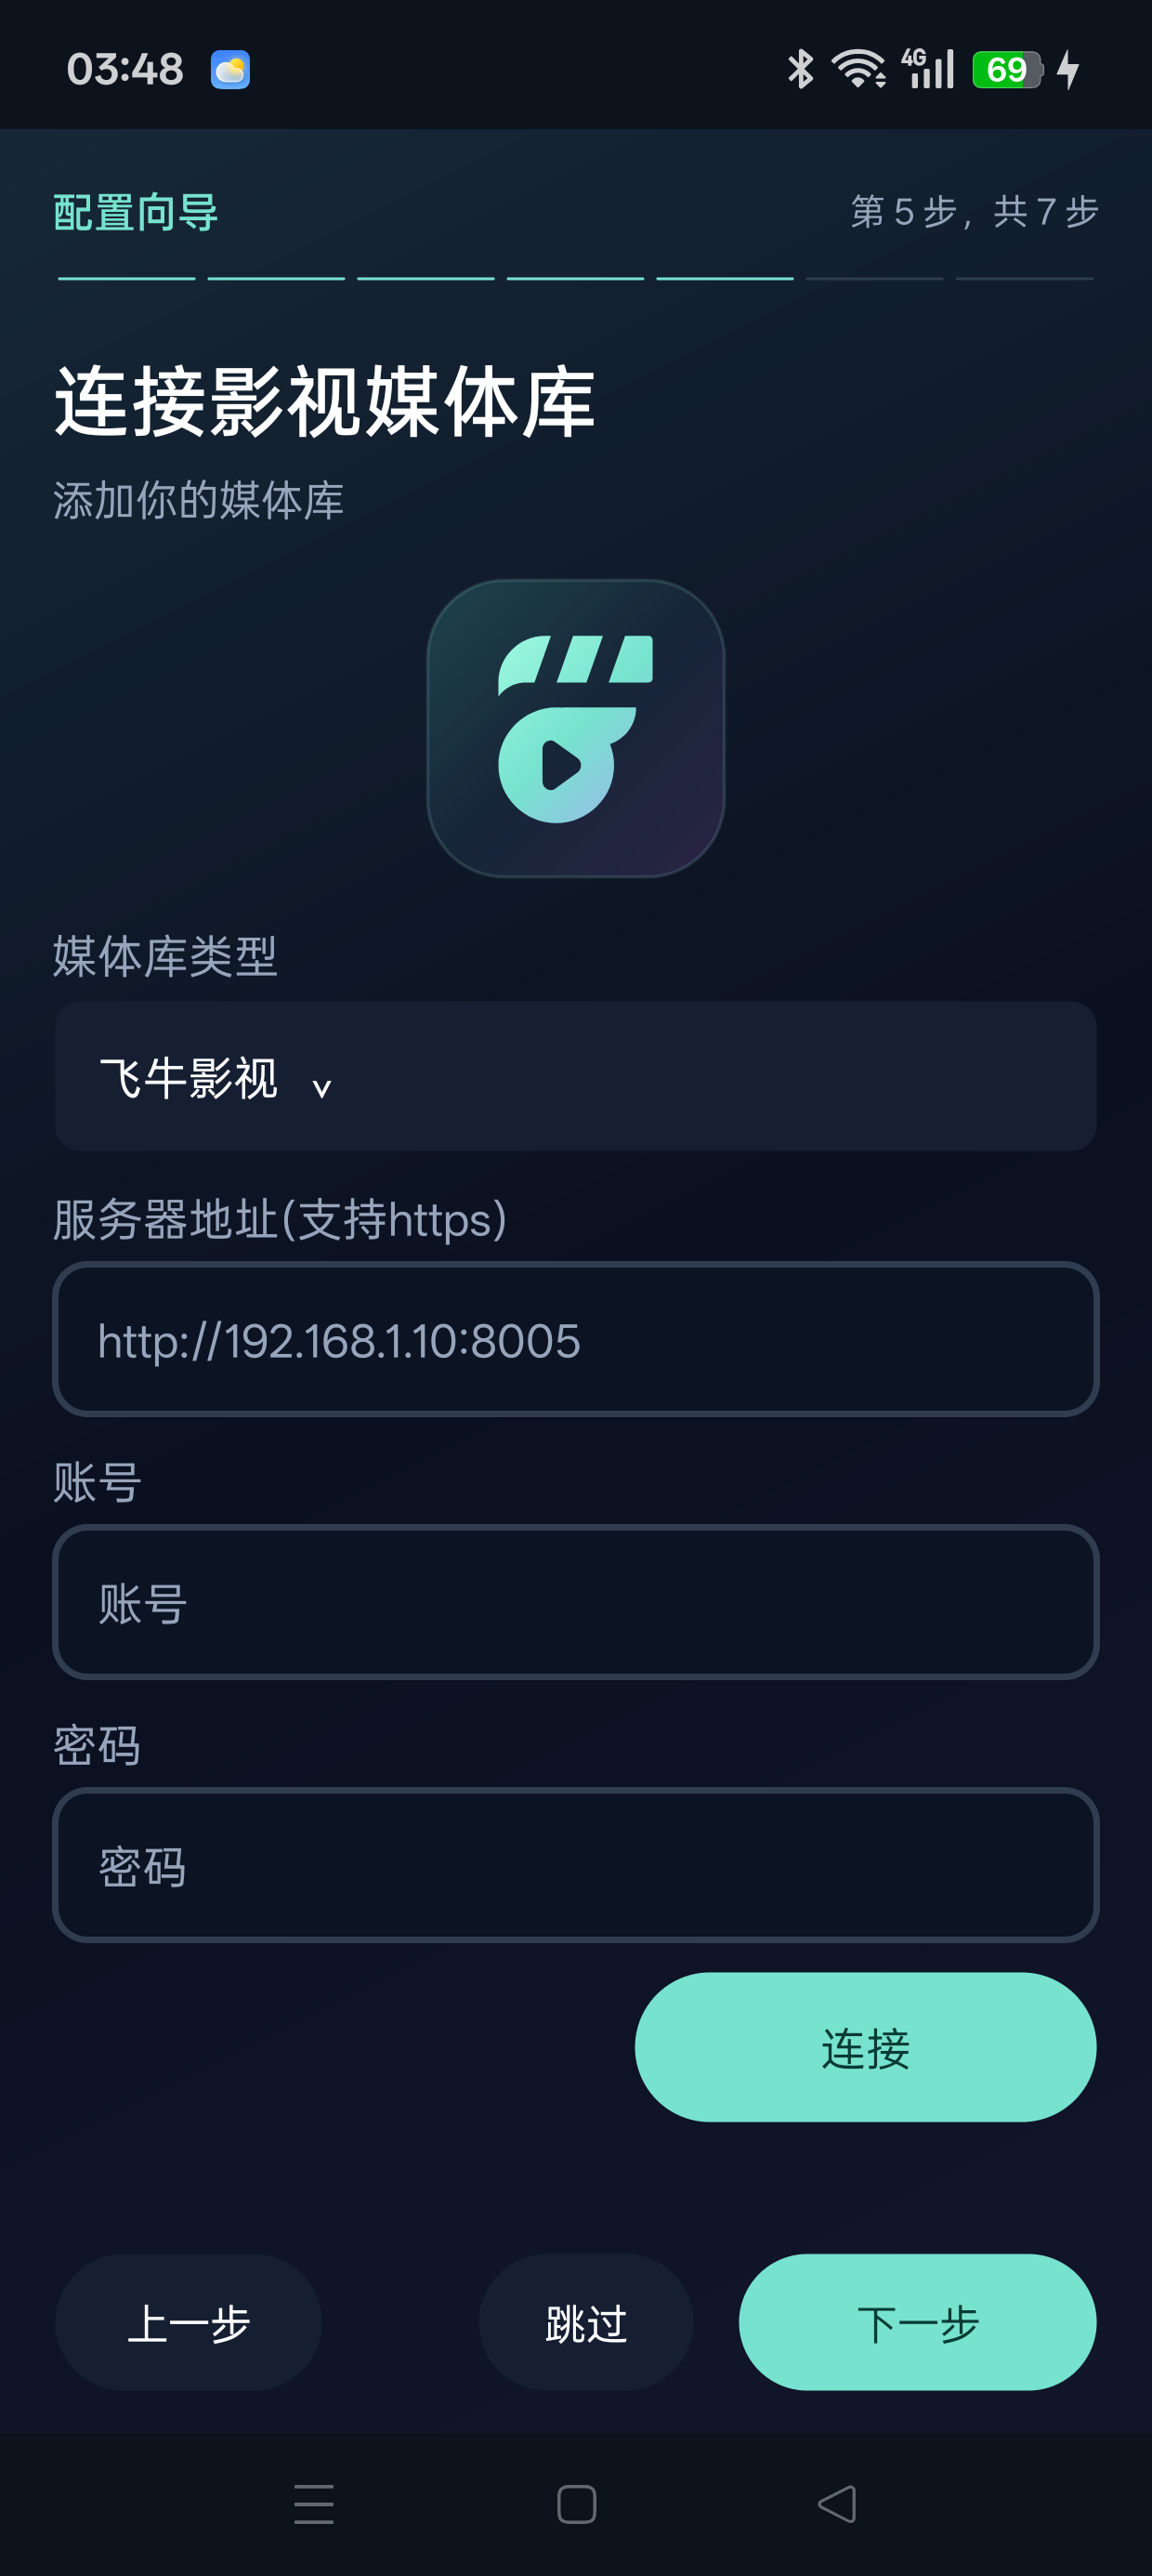 03:48
4G
69
配置向导
第 5 步，共 7 步
连接影视媒体库
添加你的媒体库
媒体库类型
飞牛影视
服务器地址(支持https)
http://192.168.1.10:8005
账号
账号
密码
密码
连接
上一步
跳过
下一步